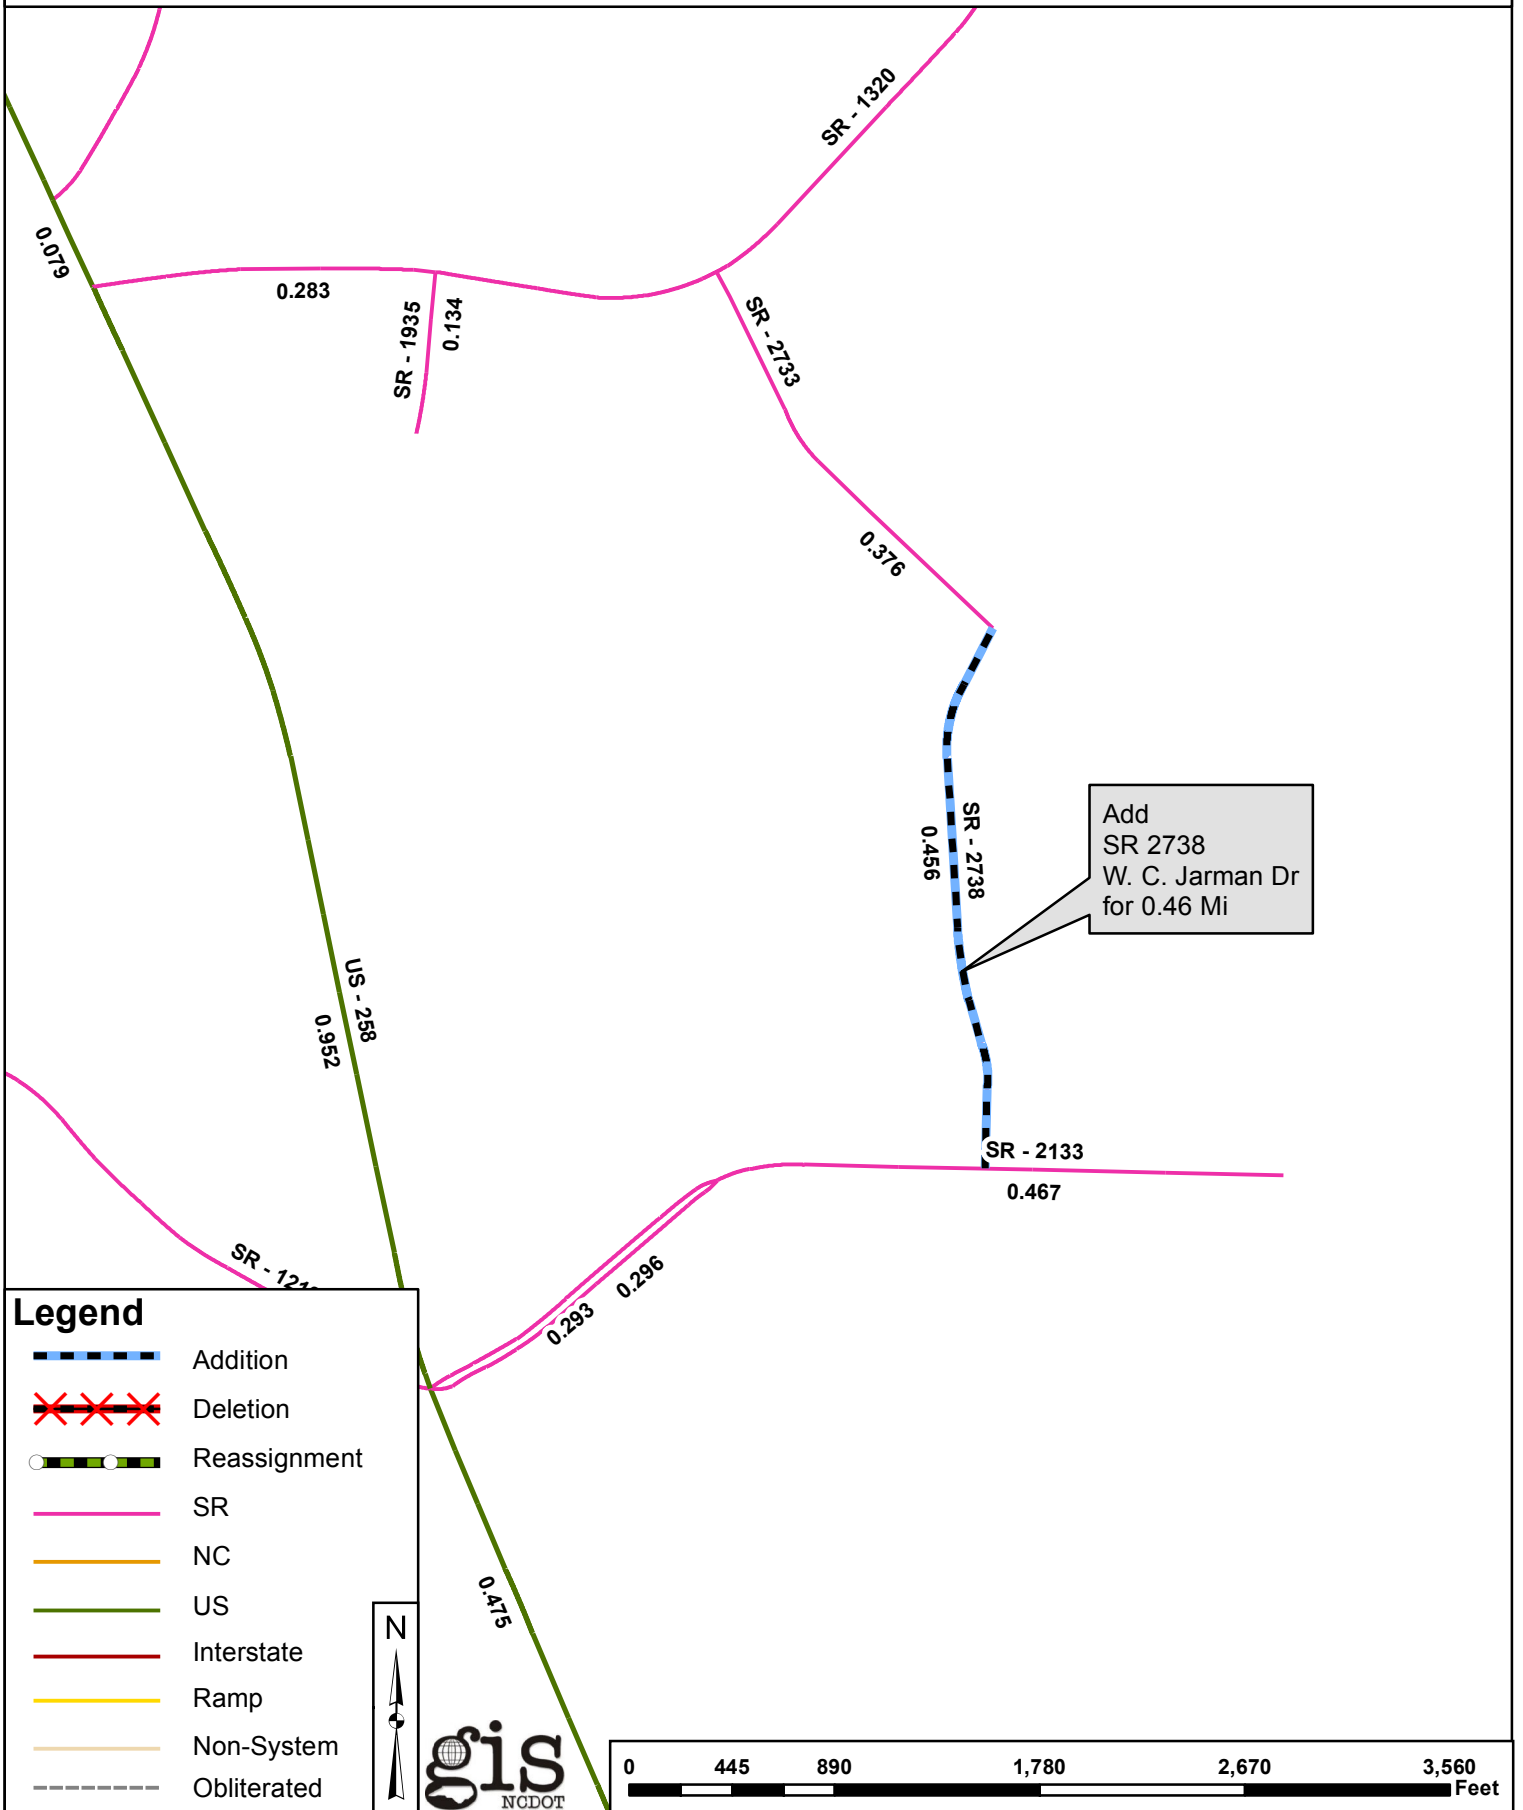 SR - 1320
0.079
0.283
SR - 1935
0.134
SR - 2733
0.376
SR - 2738
0.456
Add
SR 2738
W. C. Jarman Dr
for 0.46 Mi
US - 258
0.952
SR - 2133
0.467
SR -
0.296
0.293
0.475
Legend
Addition
Deletion
Reassignment
SR
NC
US
Interstate
Ramp
Non-System
Obliterated
N
gis
NCDOT
0 445 890 1,780 2,670 3,560
Feet